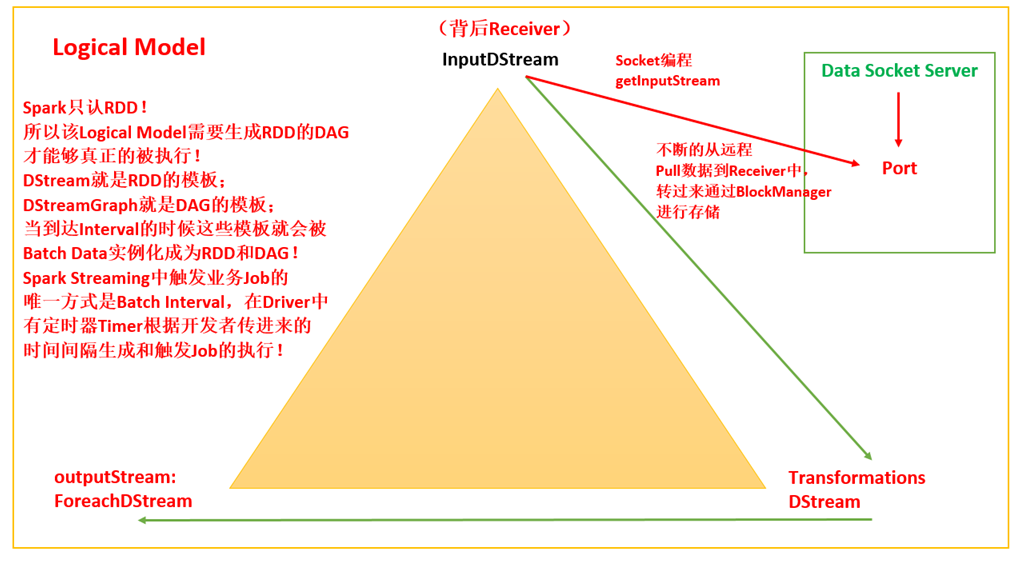 Logical Model
（背后Receiver）
InputDStream
Spark只认RDD！
所以该Logical Model需要生成RDD的DAG
才能够真正的被执行！
DStream就是RDD的模板；
DStreamGraph就是DAG的模板；
当到达Interval的时候这些模板就会被
Batch Data实例化成为RDD和DAG！
Spark Streaming中触发业务Job的
唯一方式是Batch Interval，在Driver中
有定时器Timer根据开发者传进来的
时间间隔生成和触发Job的执行！
Socket编程
getInputStream
不断的从远程
Pull数据到Receiver中，
转过来通过BlockManager
进行存储
Data Socket Server
Port
outputStream:
ForeachDStream
Transformations
DStream